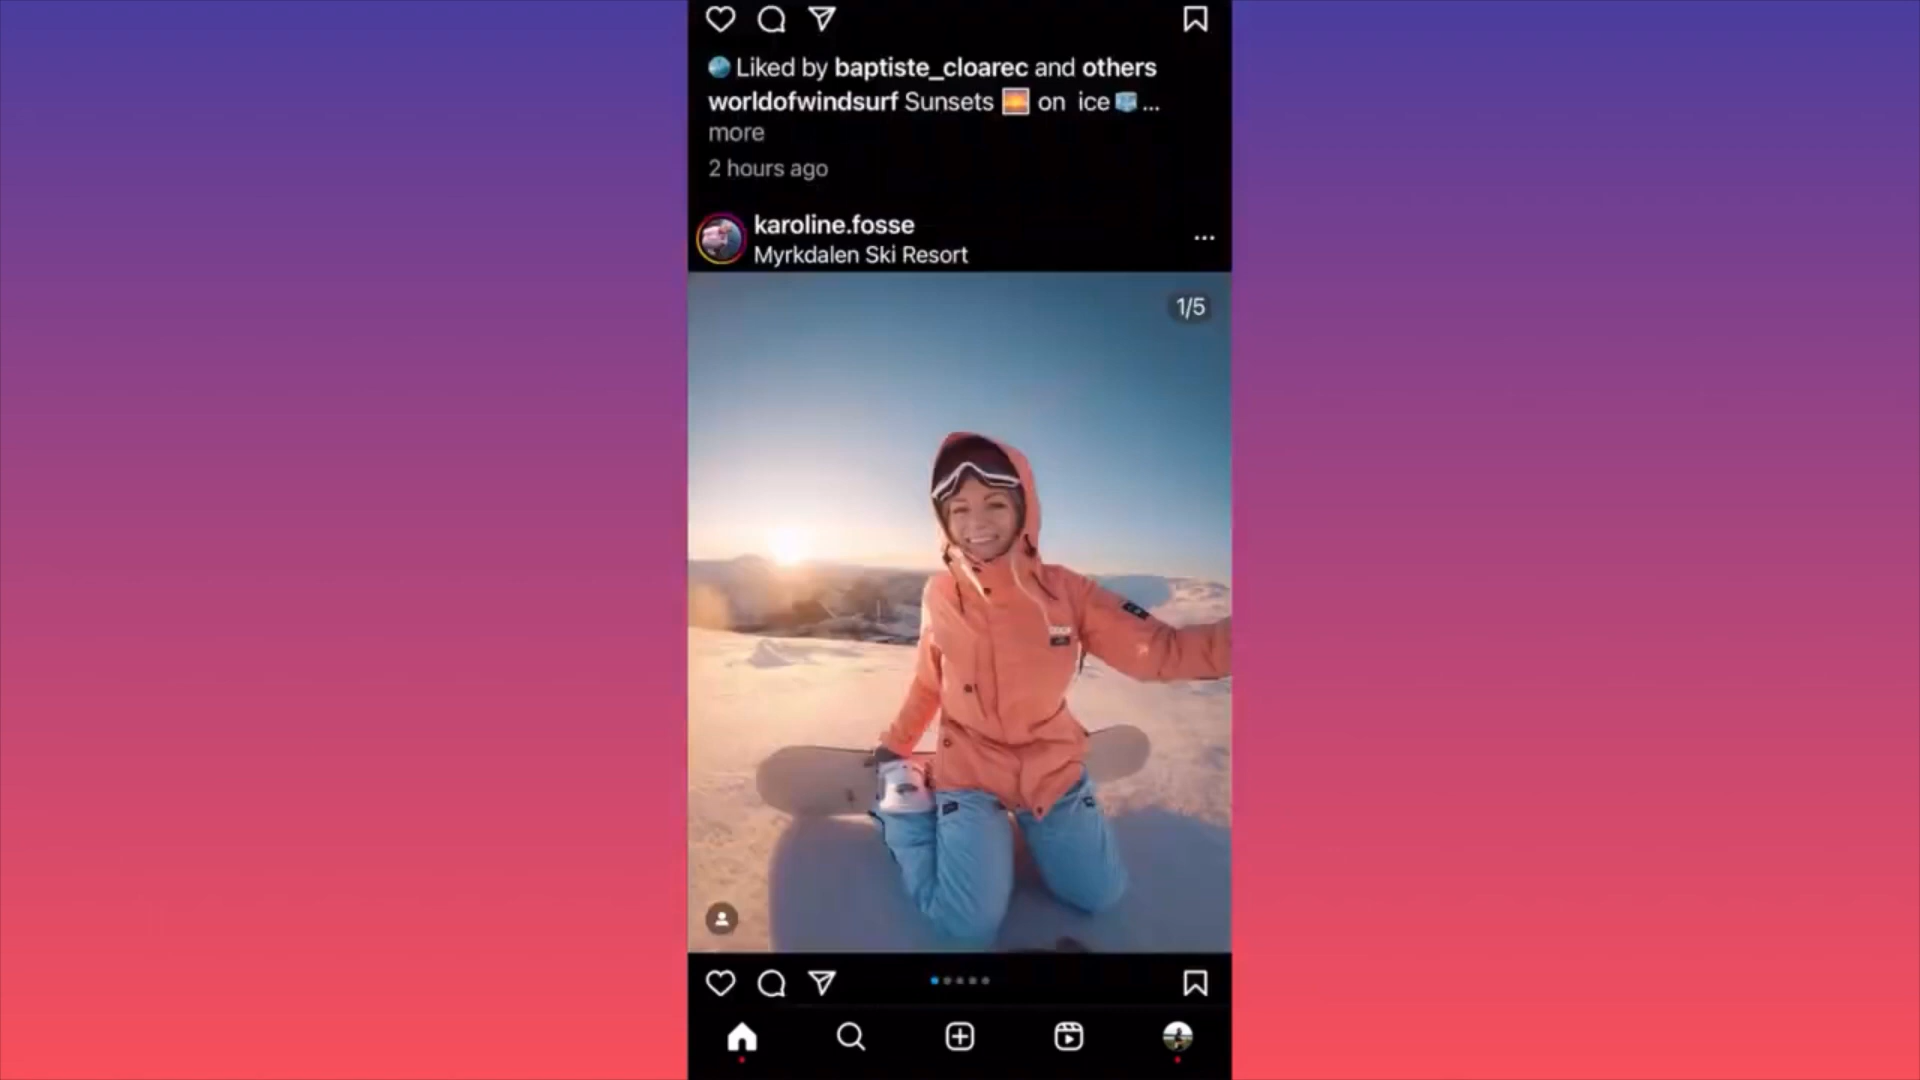 Liked by baptiste_cloarec and others
worldofwindsurf Sunsets 🌅 on ice🧊...
more
2 hours ago
karoline.fosse
Myrkdalen Ski Resort
1/5